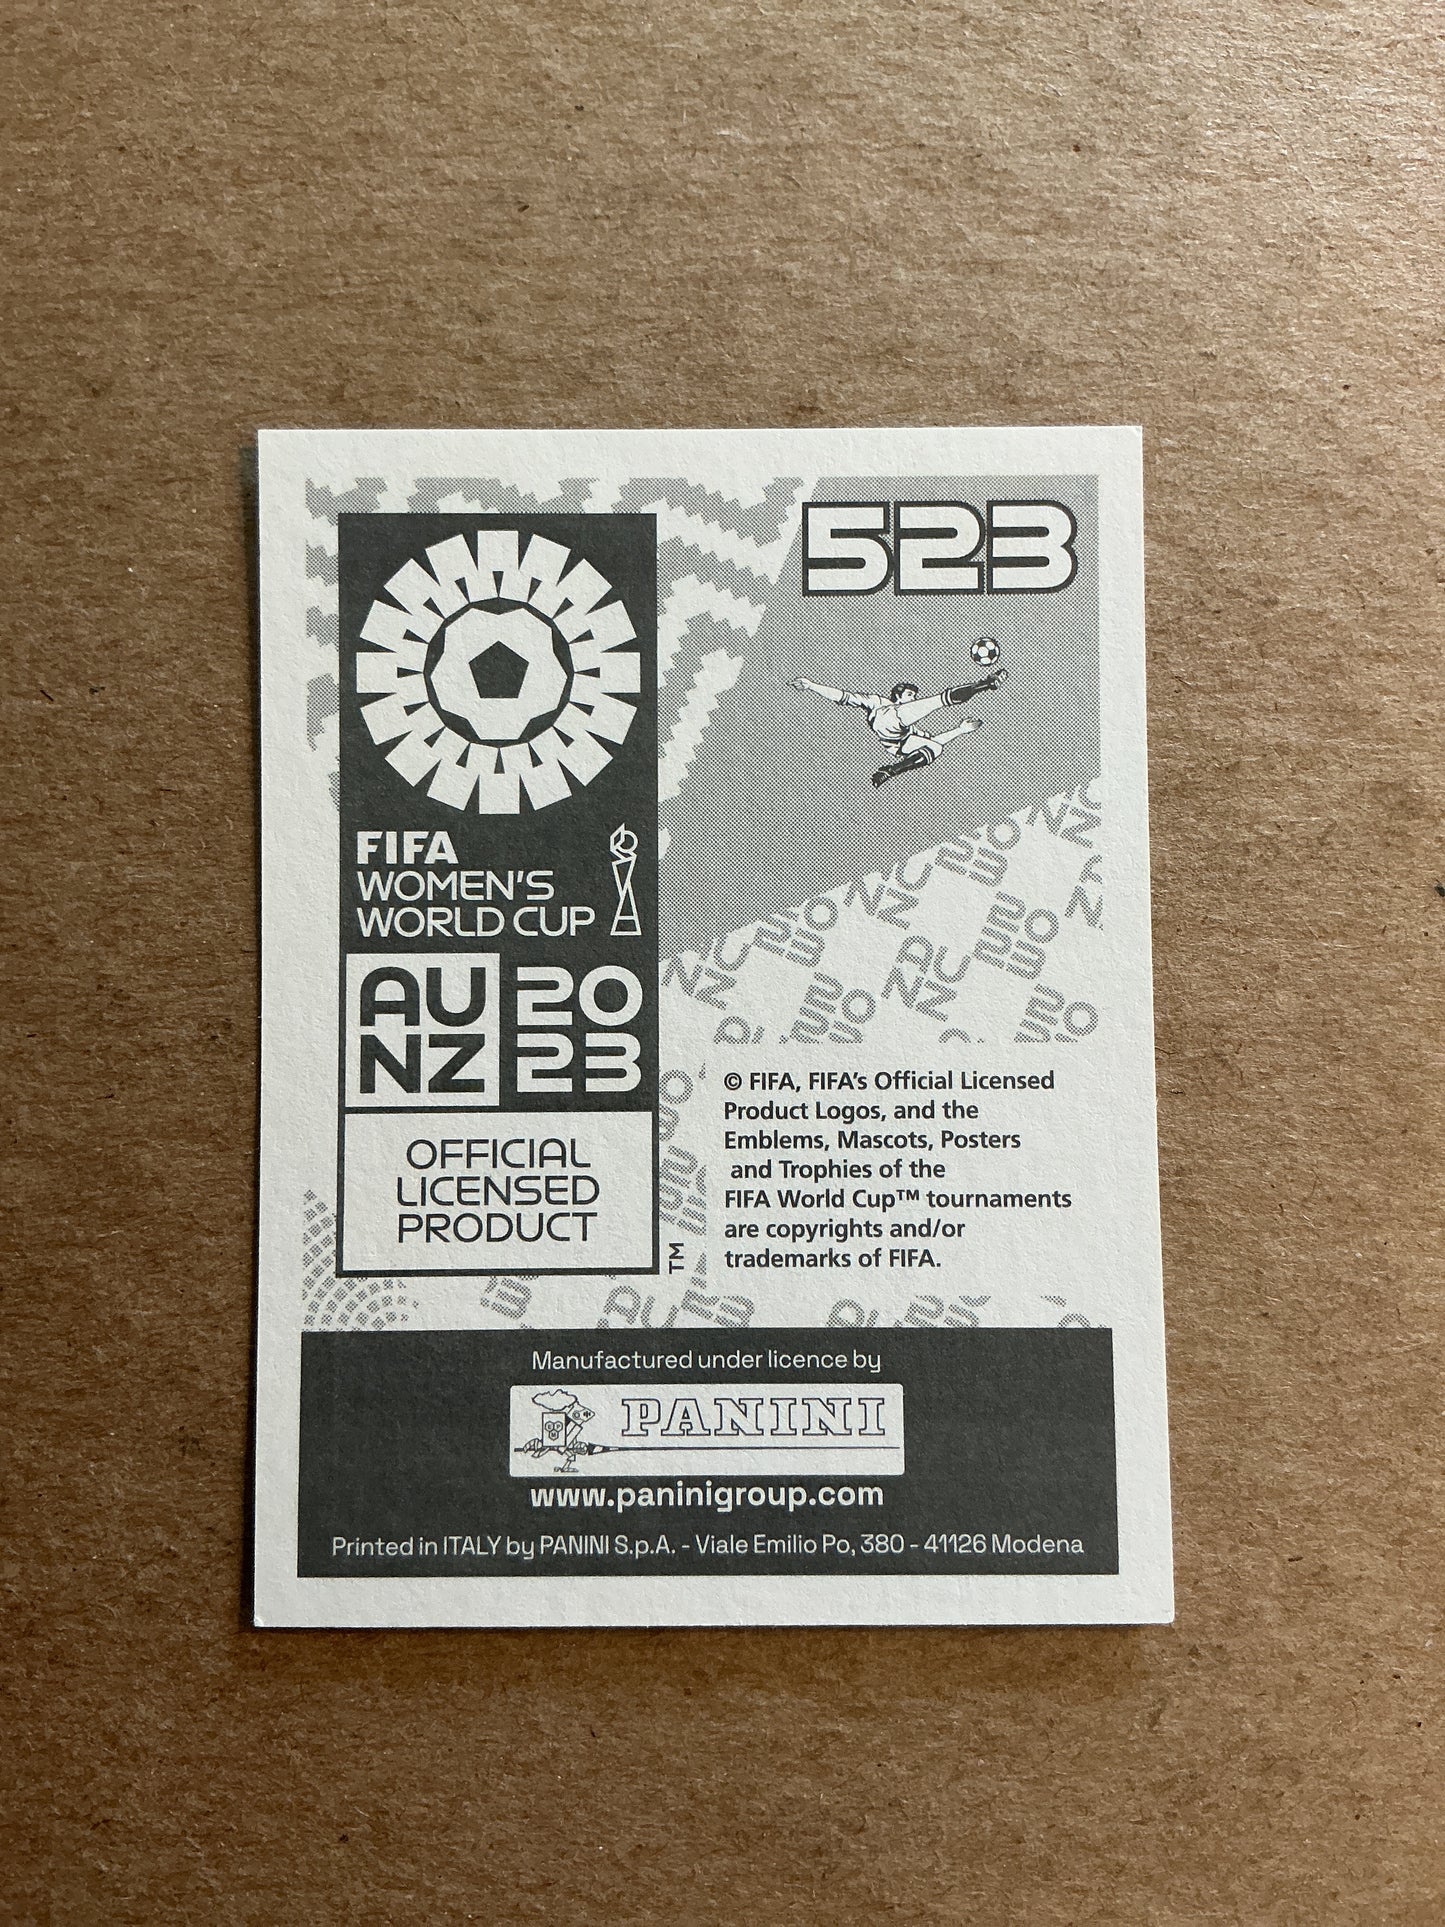 523
FIFA
WOMEN'S
WORLD CUP
AU 20
NZ 23
OFFICIAL
LICENSED
PRODUCT
TM
© FIFA, FIFA's Official Licensed
Product Logos, and the
Emblems, Mascots, Posters
and Trophies of the
FIFA World Cup™ tournaments
are copyrights and/or
trademarks of FIFA.
Manufactured under licence by
PANINI
www.paninigroup.com
Printed in ITALY by PANINI S.p.A. - Viale Emilio Po, 380 - 41126 Modena